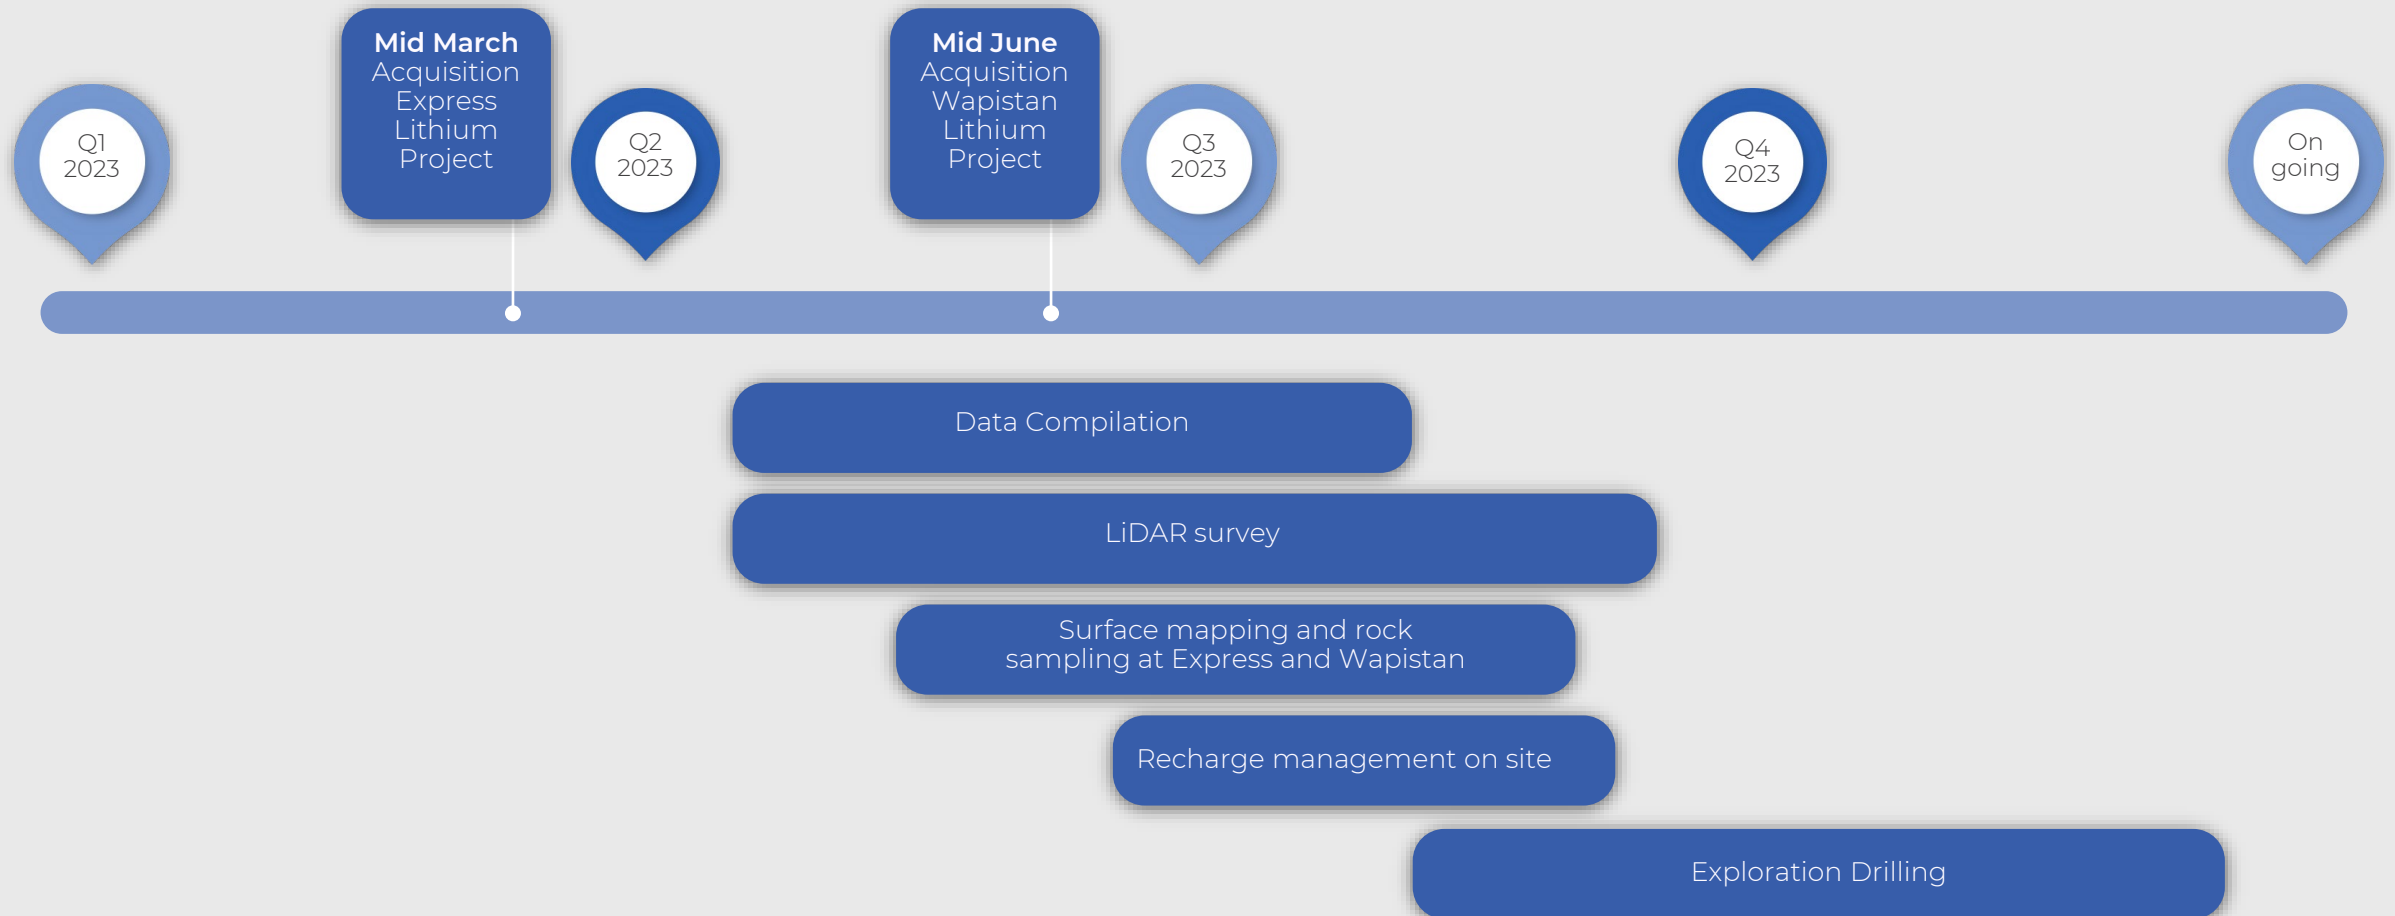 Q1
2023
Mid March
Acquisition
Express
Lithium
Project
Q2
2023
Mid June
Acquisition
Wapistan
Lithium
Project
Q3
2023
Q4
2023
On
going
Data Compilation
LiDAR survey
Surface mapping and rock
sampling at Express and Wapistan
Recharge management on site
Exploration Drilling